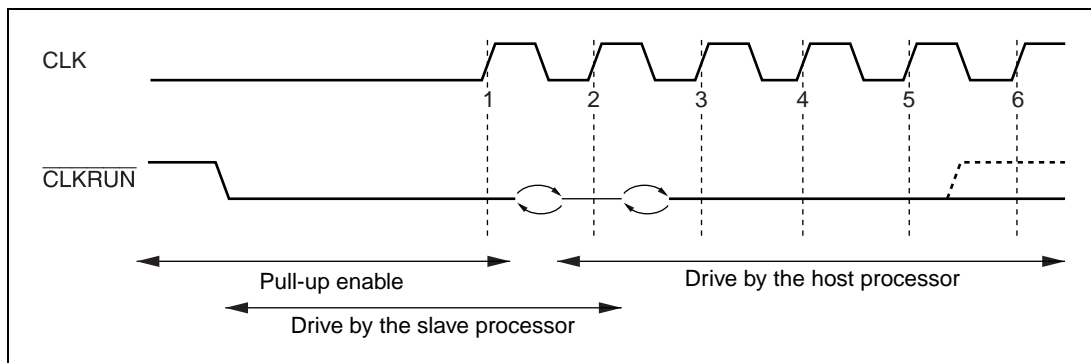 CLK
1 2 3 4 5 6
CLKRUN
Pull-up enable
Drive by the host processor
Drive by the slave processor